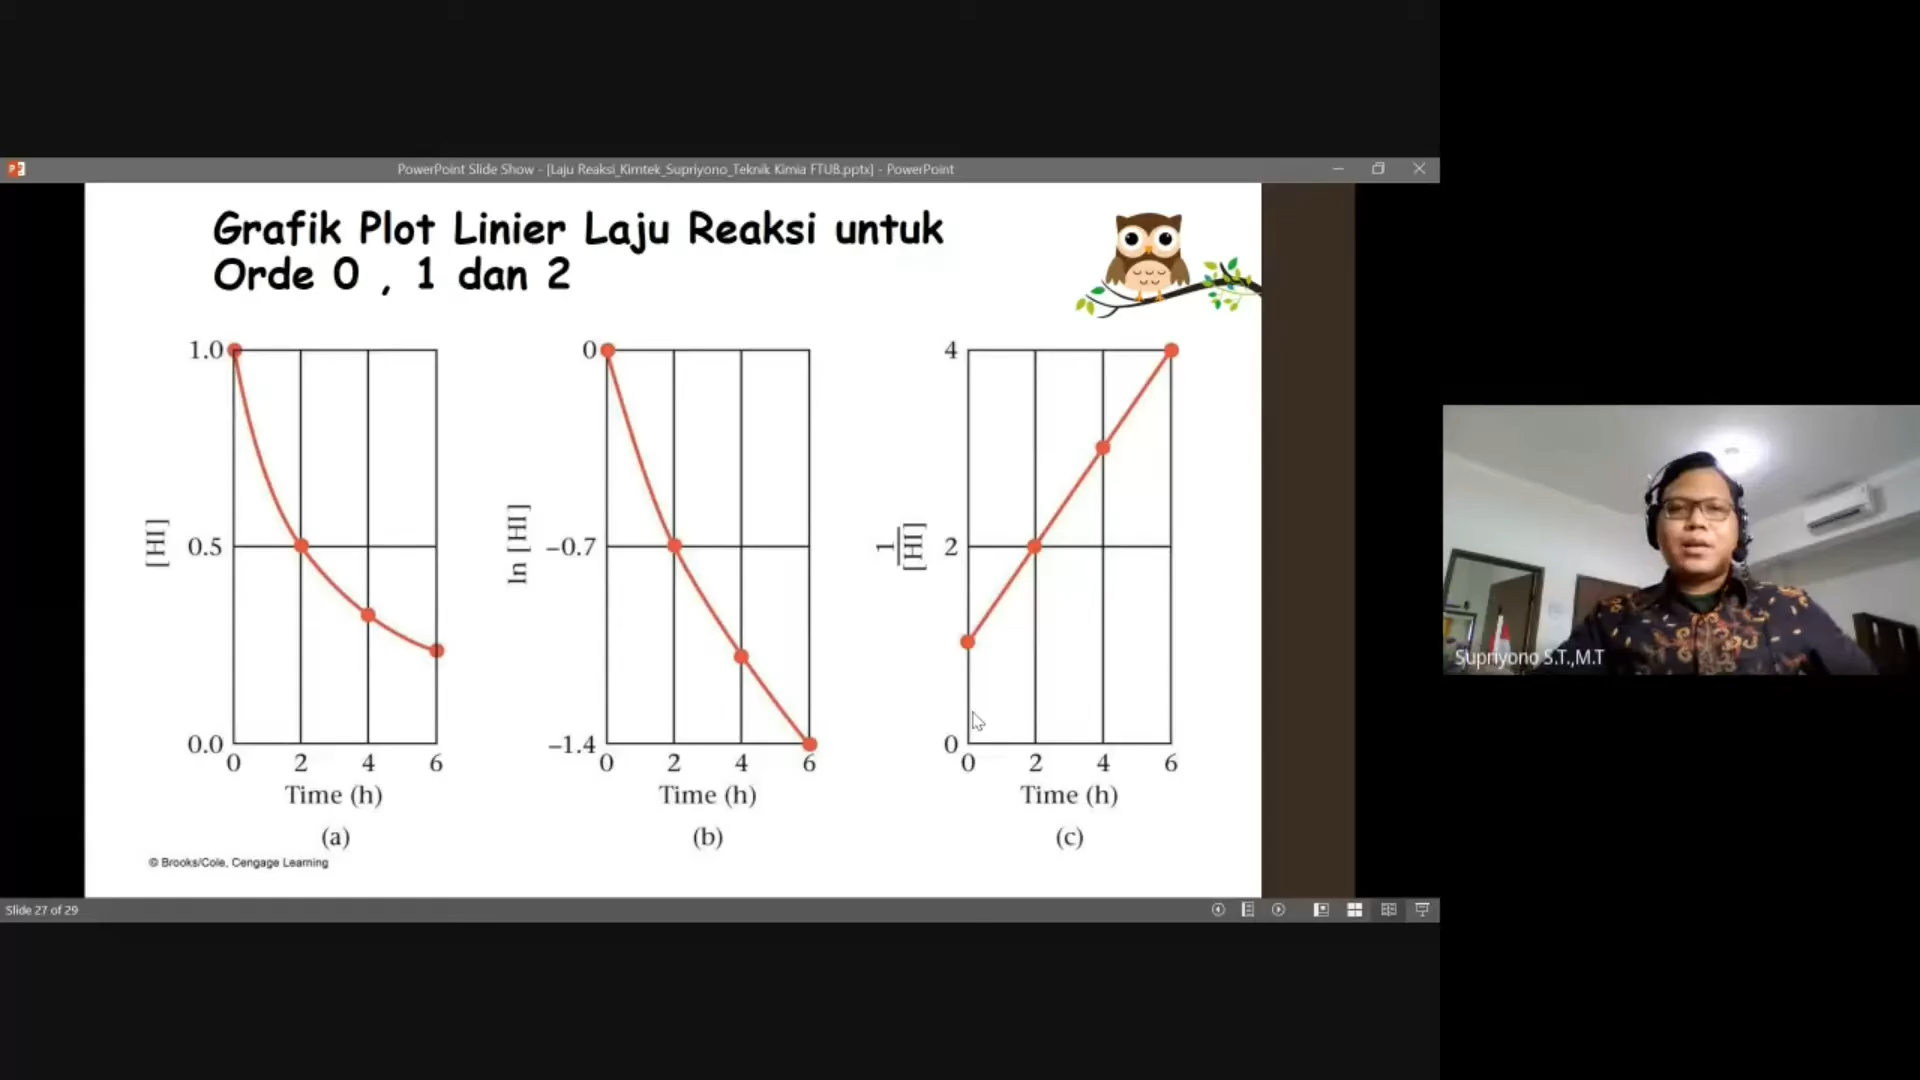 PowerPoint Slide Show - [Laju Reaksi_Kimtek_Supriyono_Teknik Kimia FTUB.pptx] - PowerPoint
Grafik Plot Linier Laju Reaksi untuk
Orde 0 , 1 dan 2
1.0
0.5
0.0
[HI]
0 2 4 6
Time (h)
(a)
0
-0.7
-1.4
ln [HI]
0 2 4 6
Time (h)
(b)
4
2
0
1
[HI]
0 2 4 6
Time (h)
(c)
© Brooks/Cole, Cengage Learning
Slide 27 of 29
Supriyono S.T.,M.T